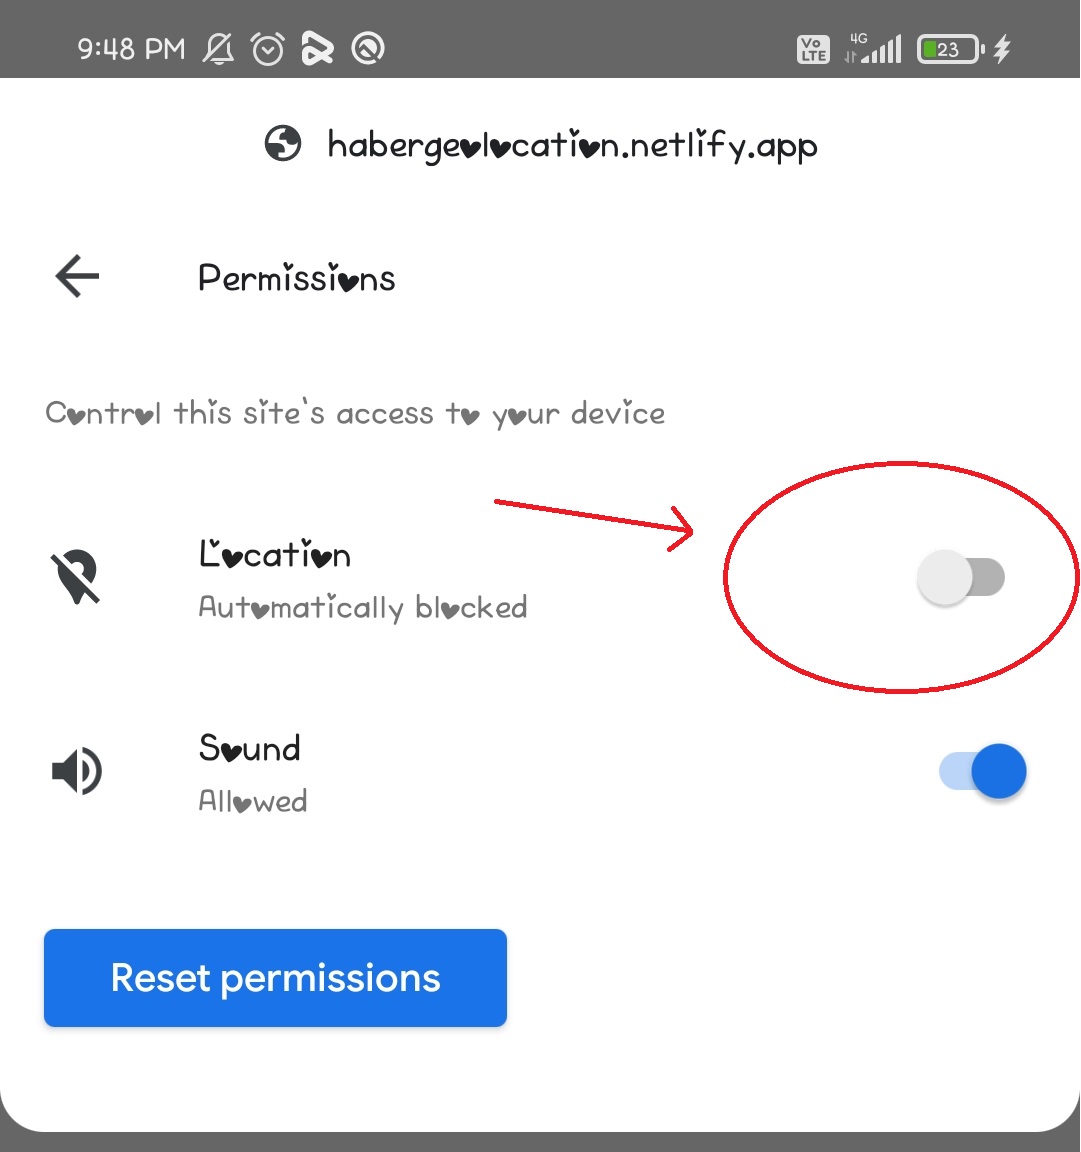 9:48 PM
Vo LTE 4G 23
habergeolocation.netlify.app
Permissions
Control this site's access to your device
Location
Automatically blocked
Sound
Allowed
Reset permissions